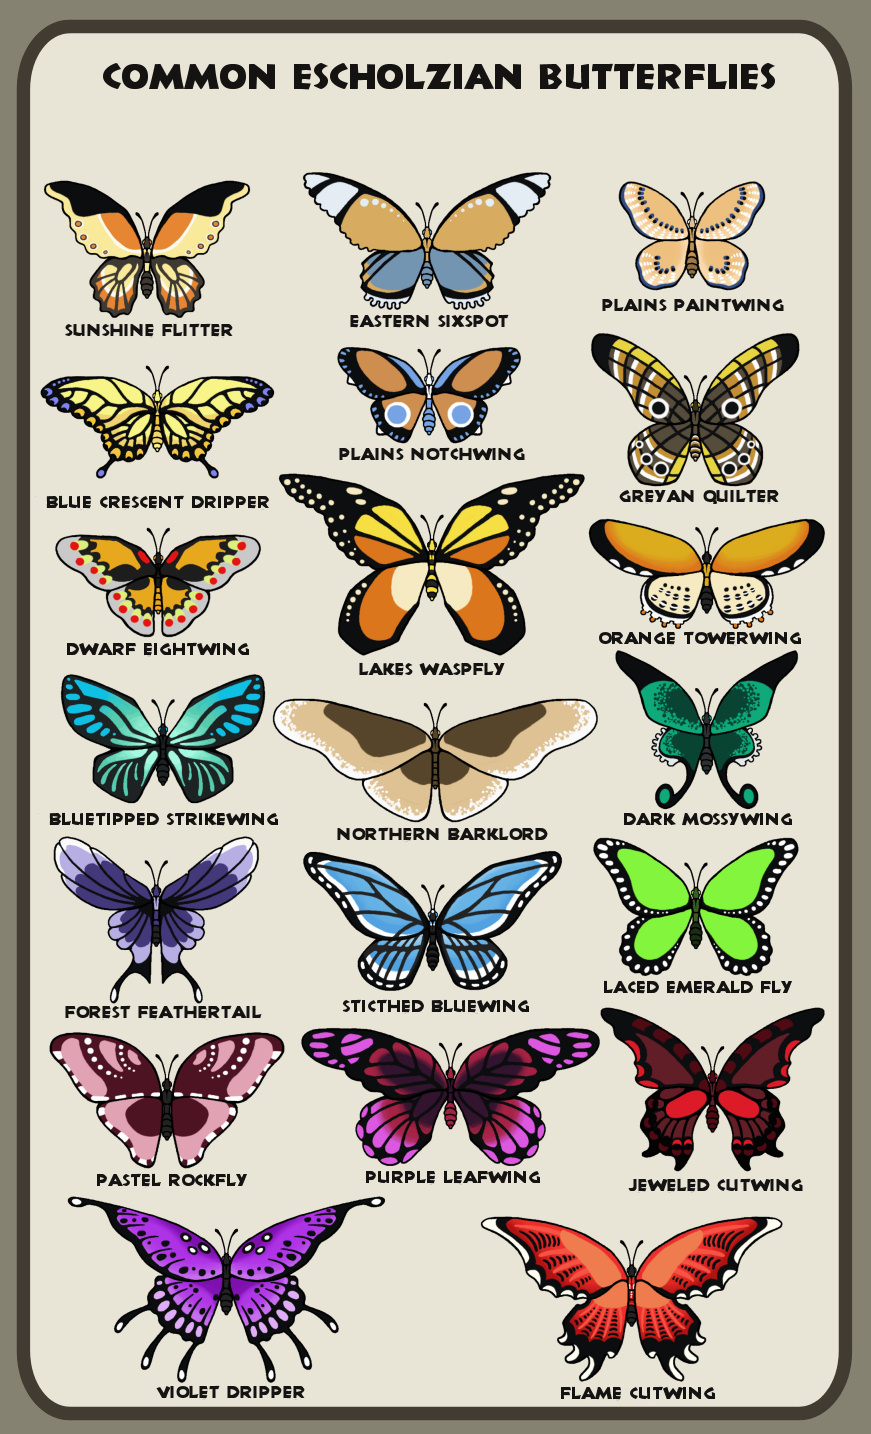 COMMON ESCHOLZIAN BUTTERFLIES
SUNSHINE FLITTER
EASTERN SIXSPOT
PLAINS PAINTWING
BLUE CRESCENT DRIPPER
PLAINS NOTCHWING
GREYAN QUILTER
DWARF EIGHTWING
LAKES WASPFLY
ORANGE TOWERWING
BLUETIPPED STRIKEWING
NORTHERN BARKLORD
DARK MOSSYWING
FOREST FEATHERTAIL
STICTHED BLUEWING
LACED EMERALD FLY
PASTEL ROCKFLY
PURPLE LEAFWING
JEWELED CUTWING
VIOLET DRIPPER
FLAME CUTWING